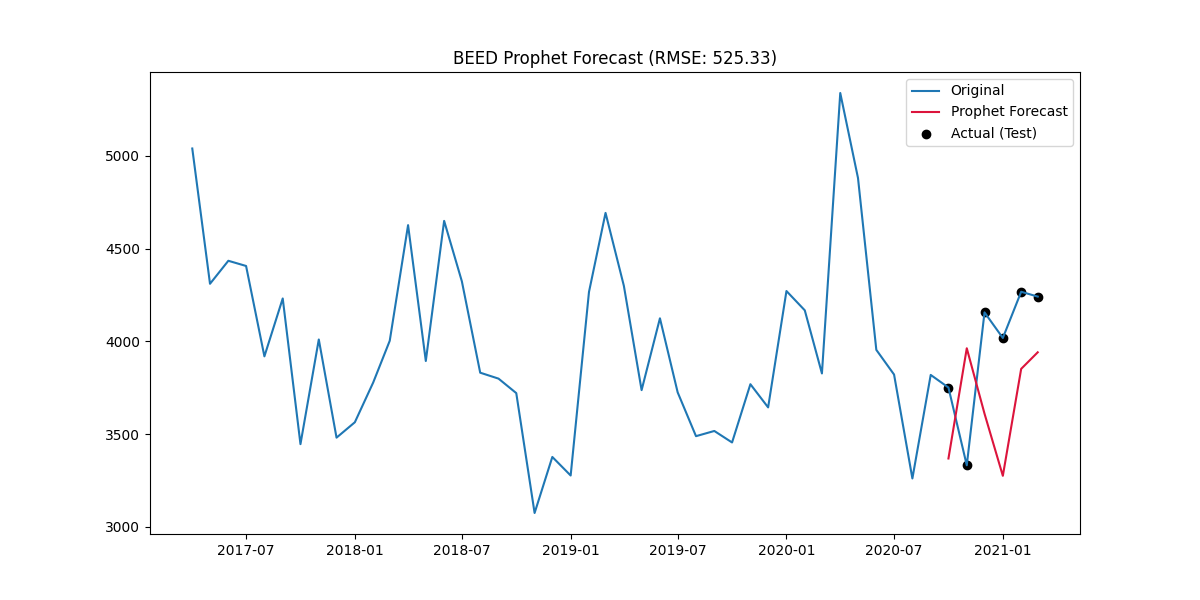 BEED Prophet Forecast (RMSE: 525.33)
Original
Prophet Forecast
Actual (Test)
5000
4500
4000
3500
3000
2017-07 2018-01 2018-07 2019-01 2019-07 2020-01 2020-07 2021-01